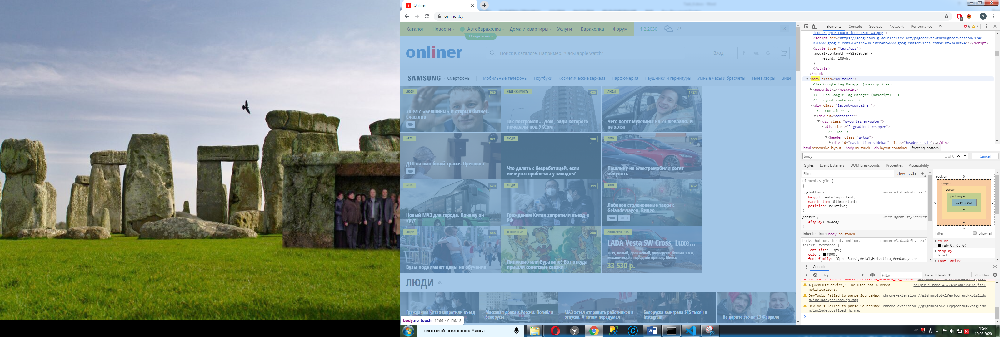 Onliner
onliner.by
Каталог Новости Автобарахолка Дома и квартиры Услуги Барахолка Форум $ 2,2030 +4° 18+
Продать авто
onliner
Поиск в Каталоге. Например, "часы apple watch"
Вход
SAMSUNG Смартфоны Мобильные телефоны Ноутбуки Косметические зеркала Парфюмерия Наушники и гарнитуры Умные часы и браслеты Телевизоры Виде
ЛЮДИ 626
Ушел с «Белшины» и открыл бизнес.
Счастлив
НЕДВИЖИМОСТЬ 425
Так построили... Дом, ради которого
ночевали под УКСом
ЛЮДИ 1424
Чего хотят мужчины на 23 Февраля. И
не хотят
АВТО 871
ДТП на витебской трассе. Приговор
ЛЮДИ 388
Что делать с безработицей, если
начнутся проблемы у заводов?
АВТО 169
Пошлину на электромобили хотят
обнулить
АВТО 670
Новый МАЗ для города. Почему он
крут
ЛЮДИ 711
Гражданам Китая запретили въезд в
РФ
АВТО 462
Лобовое столкновение такси с
Gelandewagen. Видео
UPD
ЛЮДИ 358
Вузы поднимают цены на обучение
ТЕХНОЛОГИИ 280
Пиноккио или Буратино? Вот откуда
пришли советские сказки
АВТОБАРАХОЛКА
LADA Vesta SW Cross, Luxe...
2019, новый, оранжевый, универсал, бензин 1.8 л,
механическая, передний привод, Минск
33 530 р.
ЛЮДИ
Гражданам Китая запретили въезд
Массовая драка в России. Погибли
белорусы
МАЗ хотел отправить работников в
отпуска. А потом передумал
Белоруска выиграла $15 тысяч в
Instagram
Не дарите это на 23 Февраля
body.no-touch 1266 × 6456.13
Elements Console Sources Network Performance » 6 7
icons/apple-touch-icon-180x180.png">
<script src="https://googleads.g.doubleclick.net/pagead/viewthroughconversion/9248…
%2Fwww.google.com%2F&tiba=Onliner&hn=www.googleadservices.com&rfmt=3&fmt=4"></script>
<style type="text/css">
.modal-content[_v-92a0973e] {
height: 100vh;
}
</style>
</head>
<body class="no-touch">
<!-- Google Tag Manager (noscript) -->
<noscript>…</noscript>
<!-- End Google Tag Manager (noscript) -->
<!--Layout container-->
<div class="layout-container">
<!--Container-->
<div id="container">
<div class="g-container-outer">
<div class="l-gradient-wrapper">
<!--Top-->
<header class="g-top">
<div id="navigation-sidebar" class="header-style">…</div>
html.responsive-layout body.no-touch div.layout-container footer.g-bottom
body 1 of 6 Cancel
Styles Event Listeners DOM Breakpoints Properties Accessibility
Filter :hov .cls +
element.style {
}
.g-bottom { common_v3.d…adc0b.css:1
height: auto!important;
margin-top: 0!important;
position: relative;
}
footer { user agent stylesheet
display: block;
}
Inherited from body.no-touch
body, button, input, option, common_v3.d…adc0b.css:1
select, textarea {
font-size: 13px;
color: #000;
font-family: 'Open Sans',Arial,Helvetica,Verdana,sans-
position 0
margin –
border –
padding –
0 – – – 1266 × 103 – – – 0
–
–
–
Filter Show all
color
rgb(0, 0, 0)
display
block
font-family
Console
top Filter Default levels 2 hidden
[WebPushService]: The user has blocked helper-iframe.462748c30822507c.js:1
notifications.
DevTools failed to parse SourceMap: chrome-extension://gighmmpiobklfepjocnamgkkbiglido
m/include.preload.js.map
DevTools failed to parse SourceMap: chrome-extension://gighmmpiobklfepjocnamgkkbiglido
m/include.postload.js.map
Голосовой помощник Алиса
JP
13:43
19.02.2020